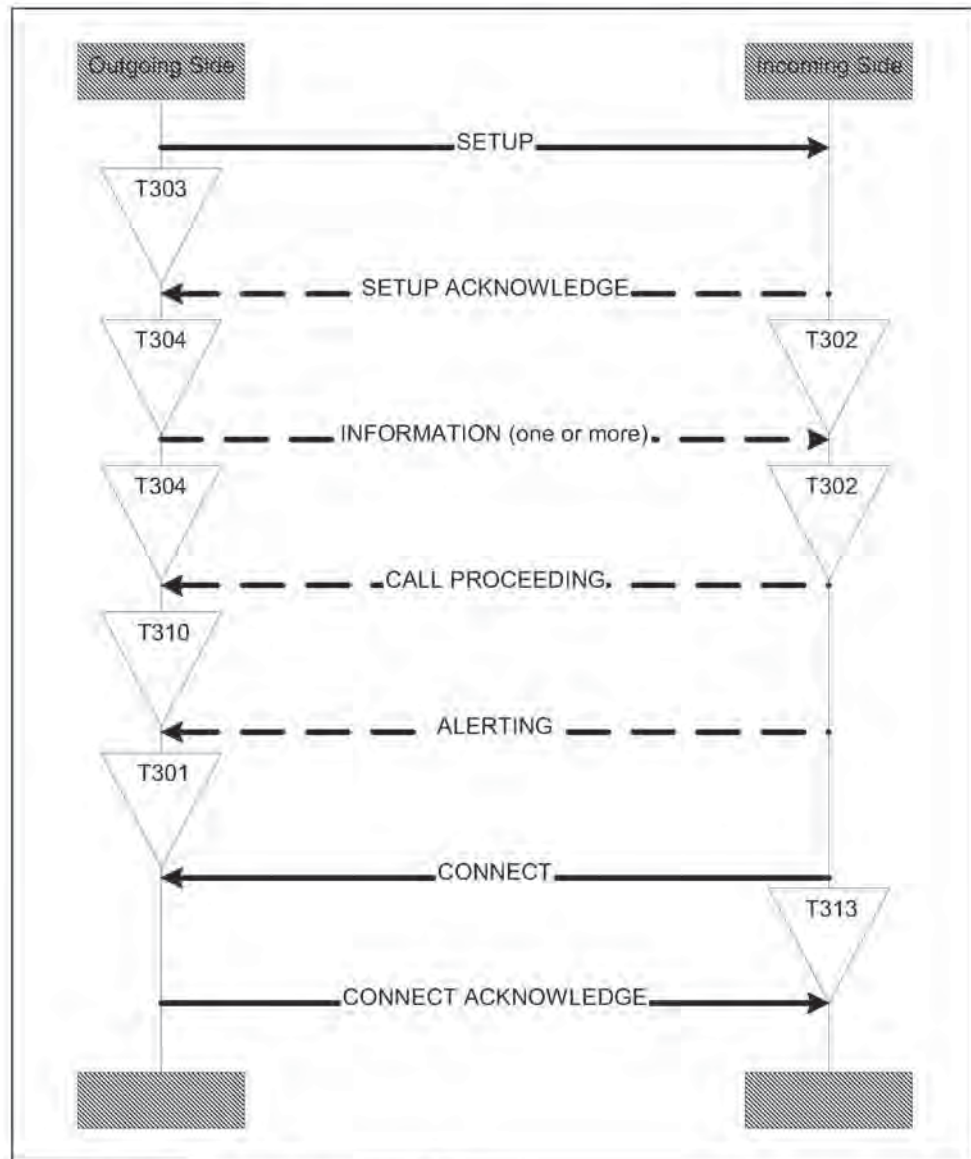 Outgoing Side
Incoming Side
SETUP
T303
SETUP ACKNOWLEDGE
T304
T302
INFORMATION (one or more)
T304
T302
CALL PROCEEDING
T310
ALERTING
T301
CONNECT
T313
CONNECT ACKNOWLEDGE